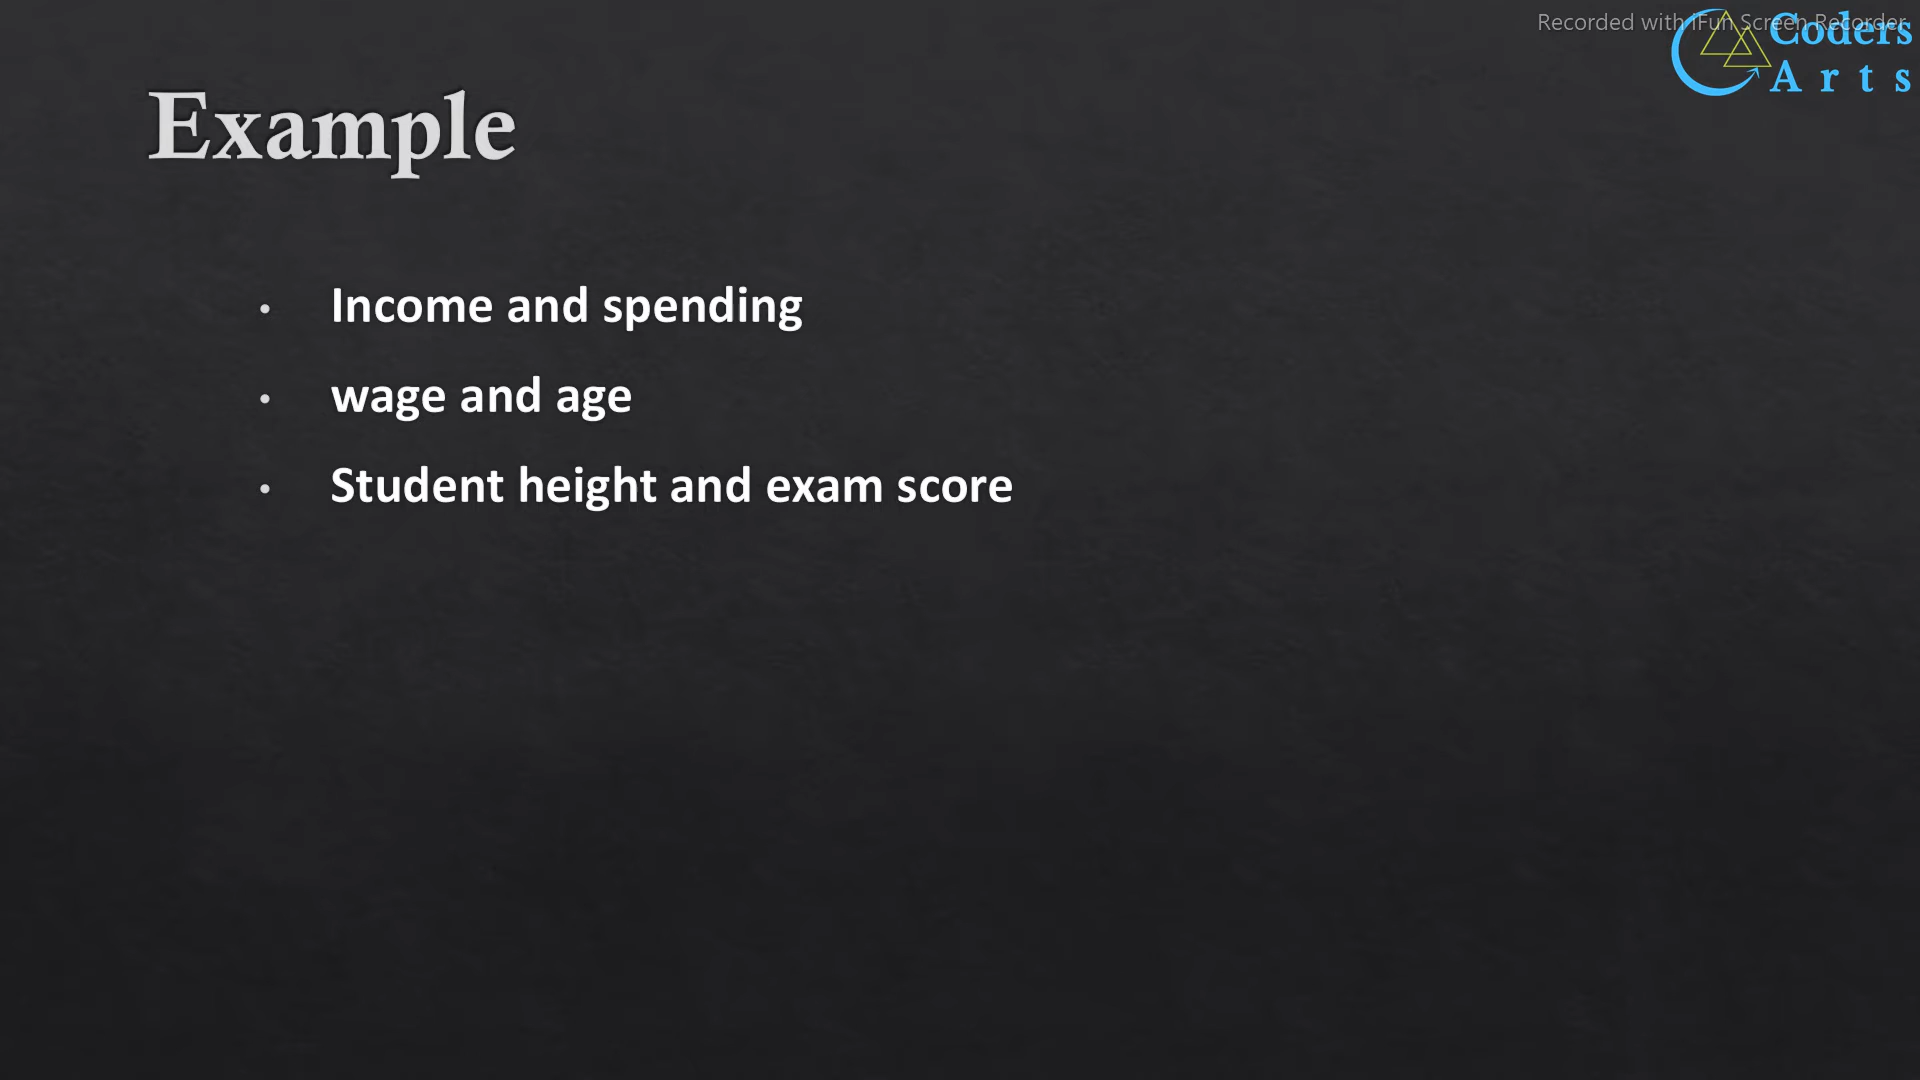 Recorded with iFun Screen Recorder
Coders
Arts
Example
• Income and spending
• wage and age
• Student height and exam score